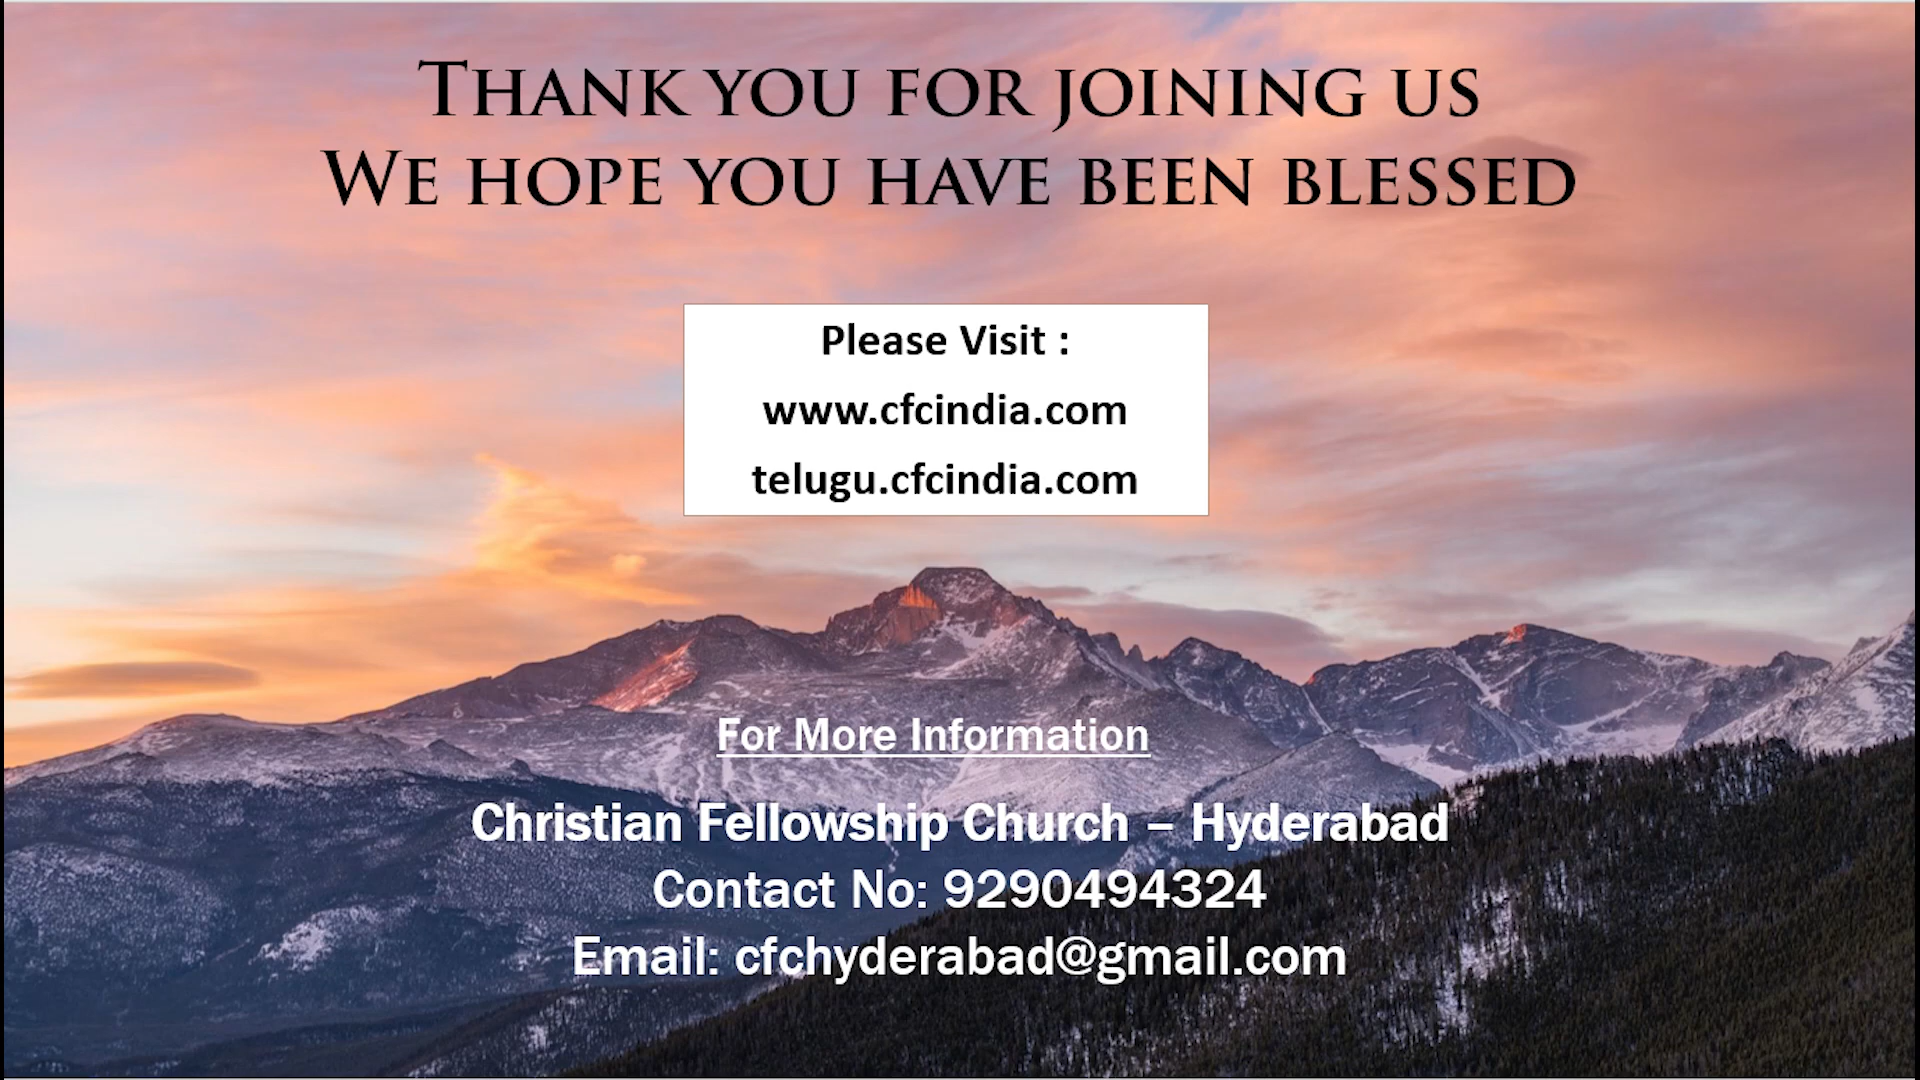 Thank you for joining us
We hope you have been blessed
Please Visit :
www.cfcindia.com
telugu.cfcindia.com
For More Information
Christian Fellowship Church – Hyderabad
Contact No: 9290494324
Email: cfchyderabad@gmail.com